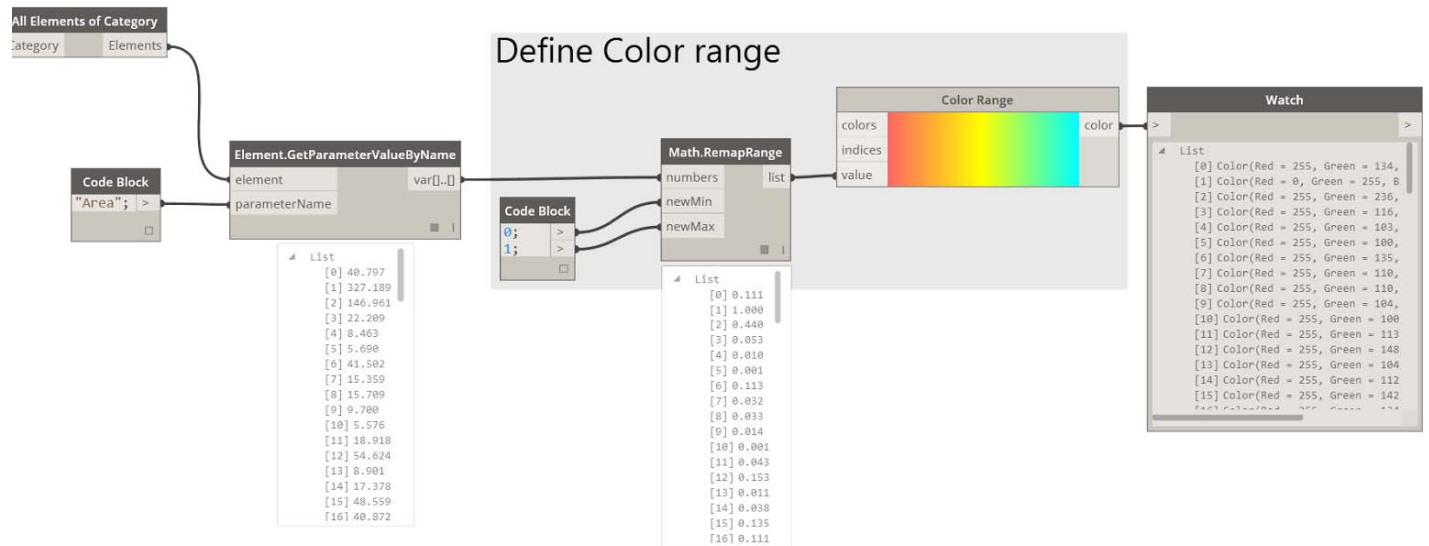 All Elements of Category
Category Elements
Define Color range
Color Range
colors color
indices
value
Watch
> >
List
[0] Color(Red = 255, Green = 134,
[1] Color(Red = 0, Green = 255, B
[2] Color(Red = 255, Green = 236,
[3] Color(Red = 255, Green = 116,
[4] Color(Red = 255, Green = 103,
[5] Color(Red = 255, Green = 100,
[6] Color(Red = 255, Green = 135,
[7] Color(Red = 255, Green = 110,
[8] Color(Red = 255, Green = 110,
[9] Color(Red = 255, Green = 104,
[10] Color(Red = 255, Green = 100
[11] Color(Red = 255, Green = 113
[12] Color(Red = 255, Green = 148
[13] Color(Red = 255, Green = 104
[14] Color(Red = 255, Green = 112
[15] Color(Red = 255, Green = 142
Element.GetParameterValueByName
element var[]..[]
parameterName
Code Block
"Area"; >
Math.RemapRange
numbers list
newMin
newMax
Code Block
0; >
1; >
List
[0] 40.797
[1] 327.189
[2] 146.961
[3] 22.209
[4] 8.463
[5] 5.690
[6] 41.502
[7] 15.359
[8] 15.709
[9] 9.700
[10] 5.576
[11] 18.918
[12] 54.624
[13] 8.901
[14] 17.378
[15] 48.559
[16] 40.872
List
[0] 0.111
[1] 1.000
[2] 0.440
[3] 0.053
[4] 0.010
[5] 0.001
[6] 0.113
[7] 0.032
[8] 0.033
[9] 0.014
[10] 0.001
[11] 0.043
[12] 0.153
[13] 0.011
[14] 0.038
[15] 0.135
[16] 0.111